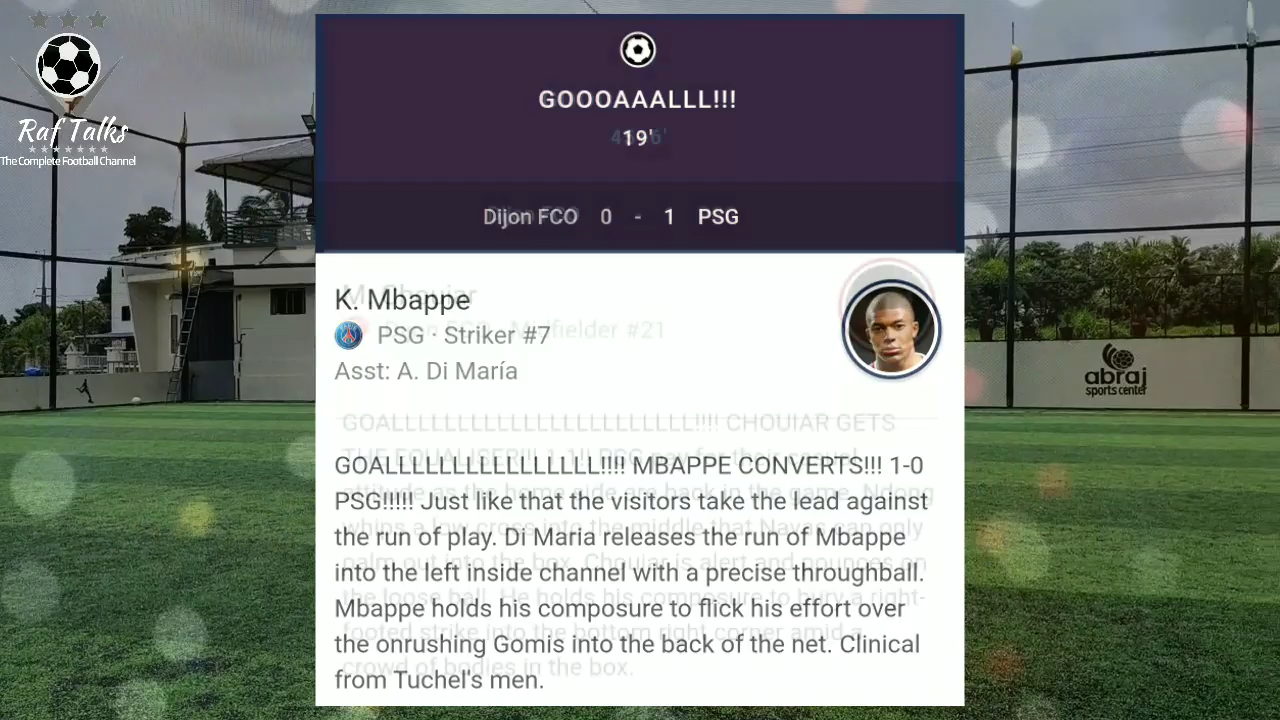 Raf Talks
The Complete Football Channel
GOOOAAALLL!!!
19'
Dijon FCO 0 - 1 PSG
K. Mbappe
PSG · Striker #7
Asst: A. Di María
GOALLLLLLLLLLLLLLLL!!!! MBAPPE CONVERTS!!! 1-0
PSG!!!!! Just like that the visitors take the lead against
the run of play. Di Maria releases the run of Mbappe
into the left inside channel with a precise throughball.
Mbappe holds his composure to flick his effort over
the onrushing Gomis into the back of the net. Clinical
from Tuchel's men.
abraj
sports center